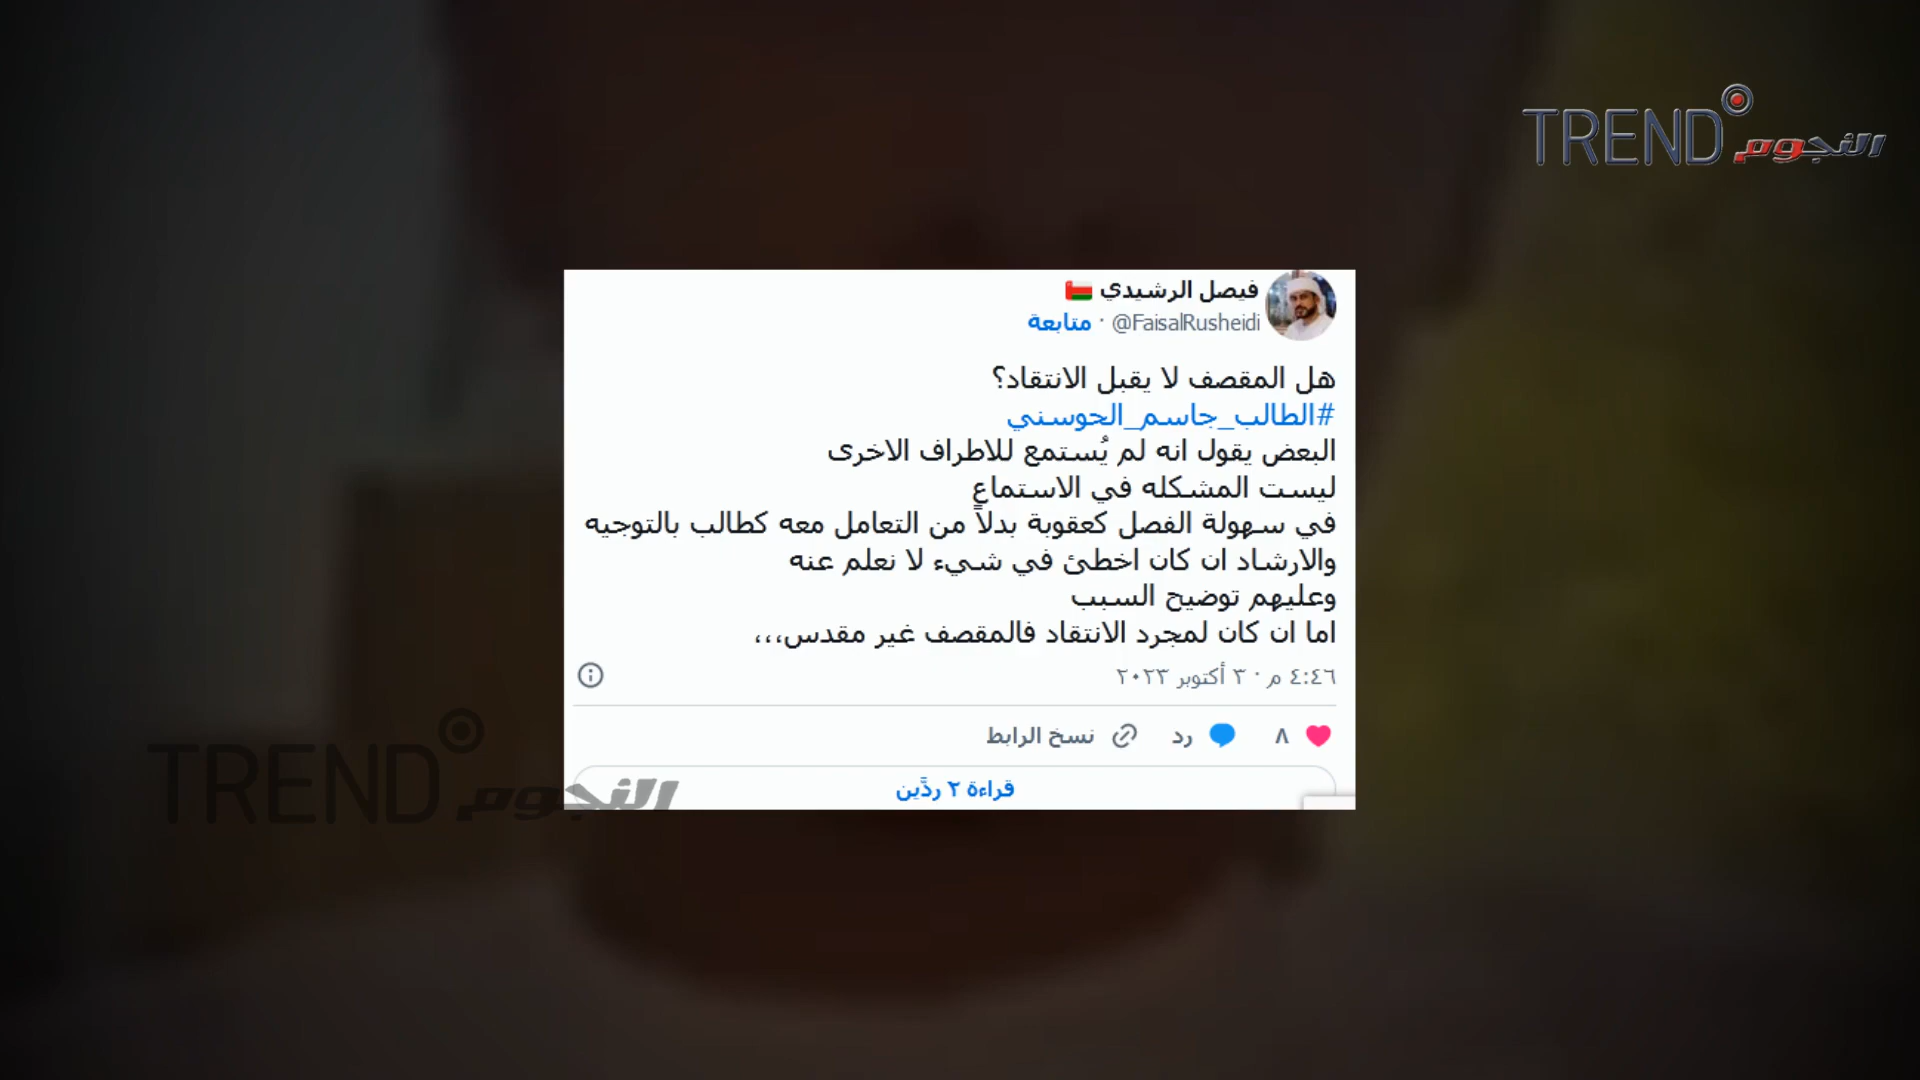 TREND النجوم
فيصل الرشيدي
@FaisalRusheidi · متابعة
هل المقصف لا يقبل الانتقاد؟
#الطالب_جاسم_الحوسني
البعض يقول انه لم يُستمع للاطراف الاخرى
ليست المشكله في الاستماع
في سهولة الفصل كعقوبة بدلاً من التعامل معه كطالب بالتوجيه
والارشاد ان كان اخطئ في شيء لا نعلم عنه
وعليهم توضيح السبب
اما ان كان لمجرد الانتقاد فالمقصف غير مقدس،،،
٤:٤٦ م · ٣ أكتوبر ٢٠٢٣
٨ رد نسخ الرابط
قراءة ٢ ردَّين
TREND النجوم